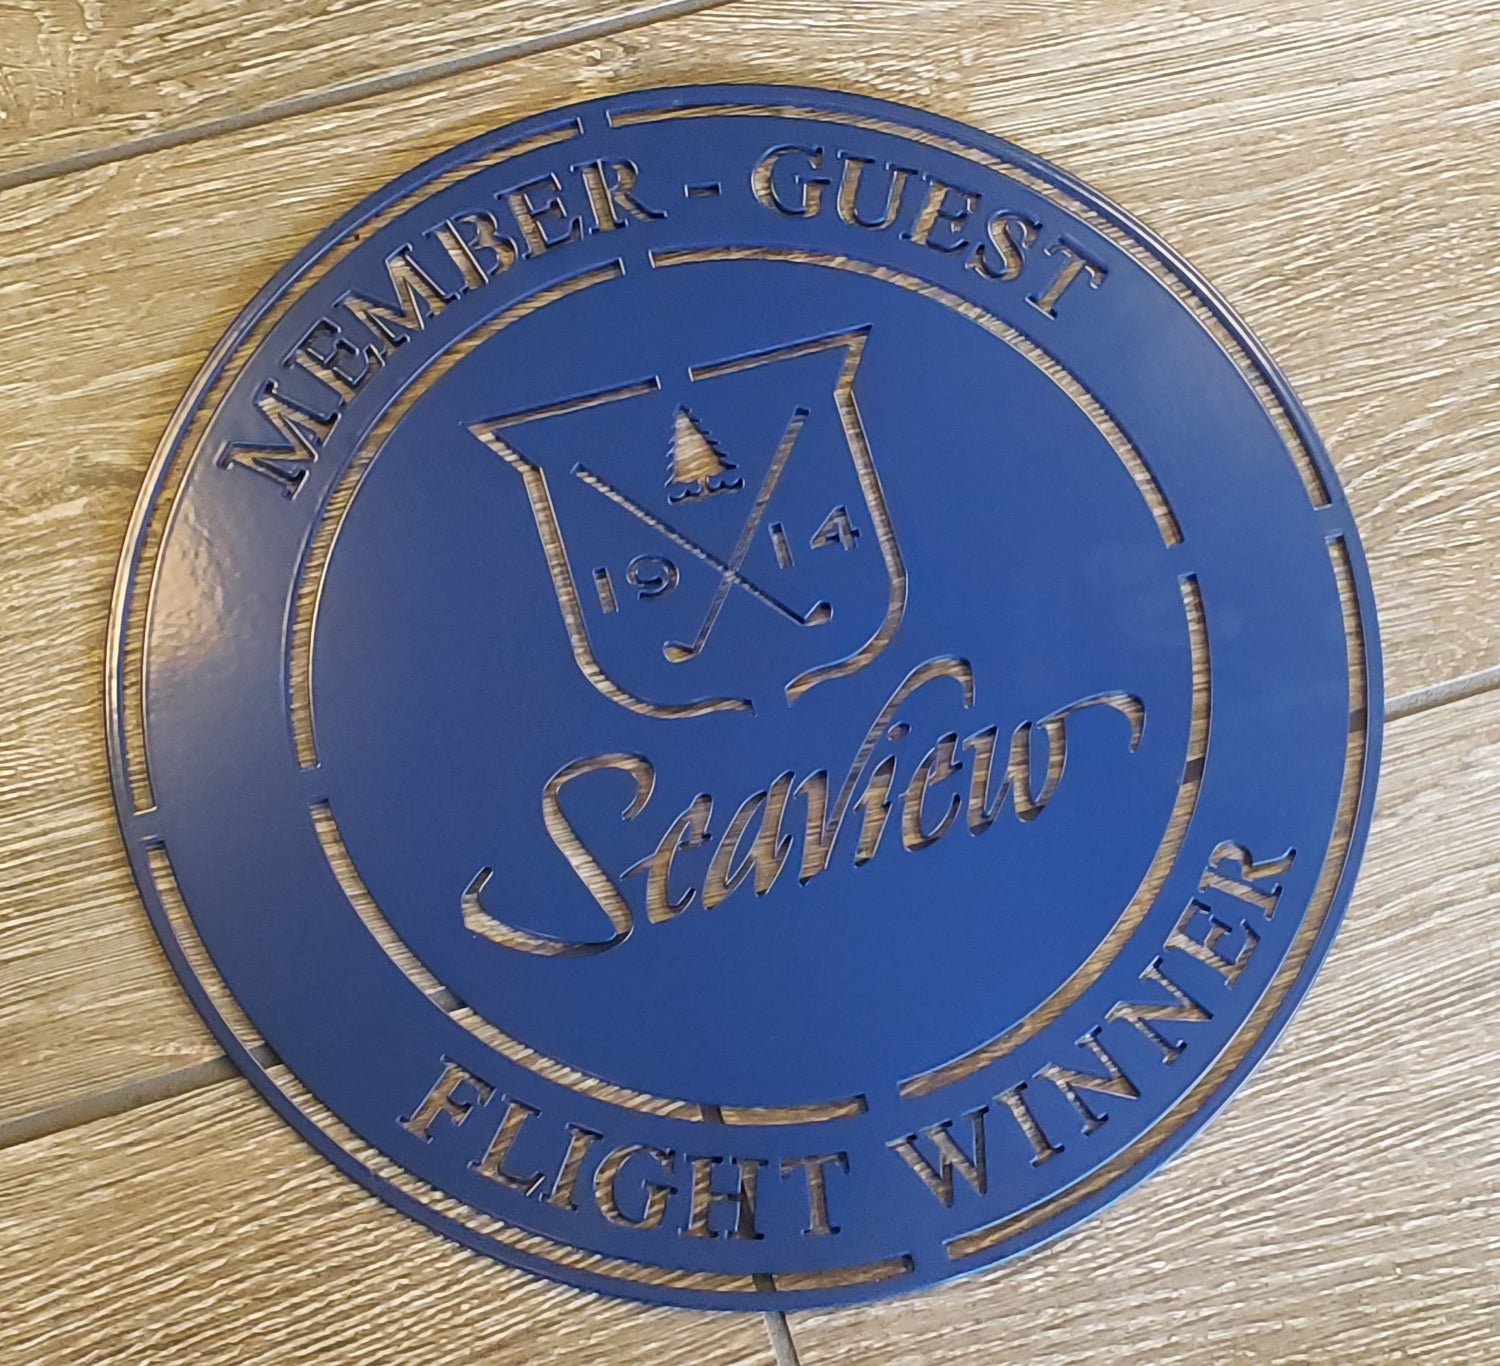 MEMBER - GUEST
1914
Seaview
FLIGHT WINNER